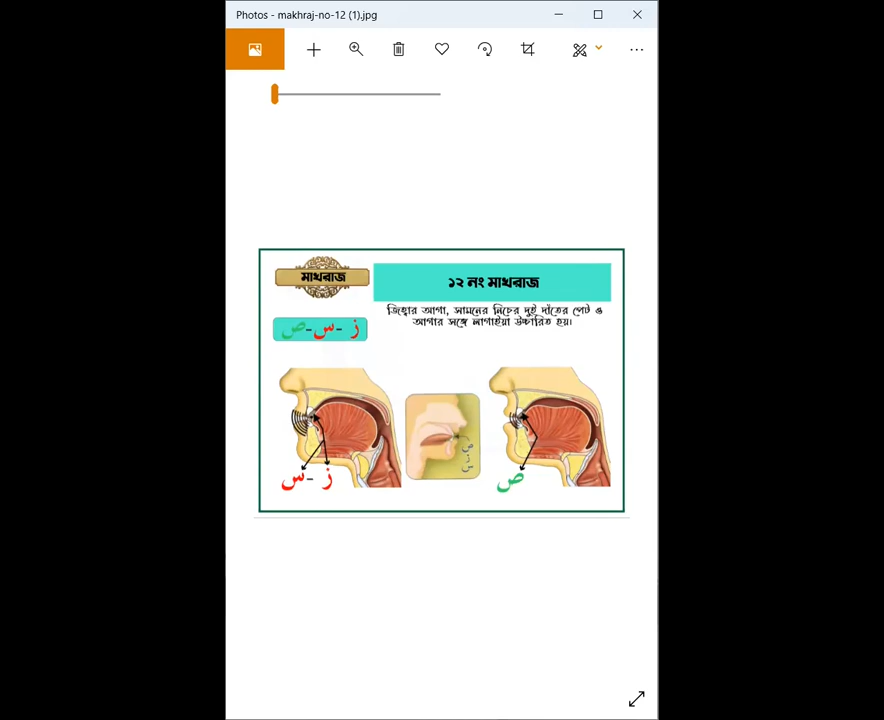 Photos - makhraj-no-12 (1).jpg
মাখরাজ
১২ নং মাখরাজ
জিহ্বার আগা, সামনের নিচের দুই দাঁতের পেট ও
আগার সঙ্গে লাগাইয়া উচ্চারিত হয়।
ز - س - ص
ز - س
ص